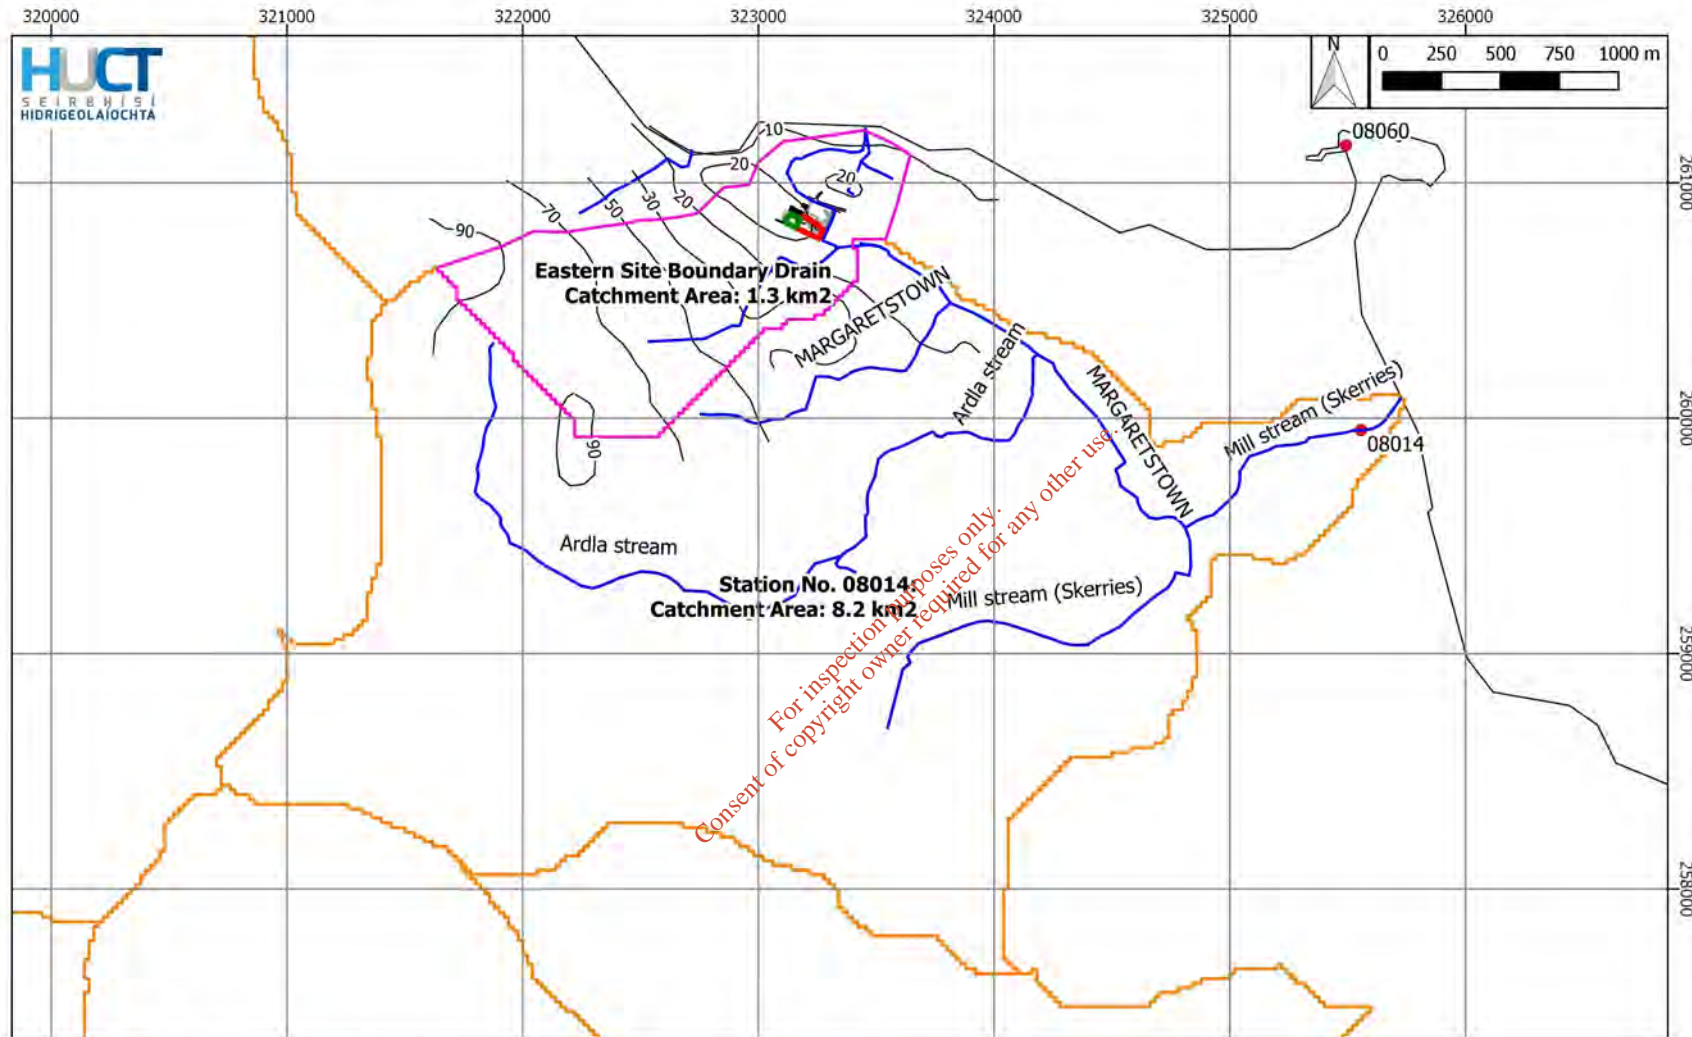 320000 321000 322000 323000 324000 325000 326000
HUCT
SEIRBHÍSÍ
HIDRIGEOLAÍOCHTA
N
0 250 500 750 1000 m
08060
10
20
20
261000
20
30
50
70
90
Eastern Site Boundary Drain
Catchment Area: 1.3 km2
MARGARETSTOWN
Ardla stream
MARGARETSTOWN
Mill stream (Skerries)
260000
08014
90
Ardla stream
Station No. 08014:
Catchment Area: 8.2 km2
Mill stream (Skerries)
259000
For inspection purposes only.
Consent of copyright owner required for any other use.
258000